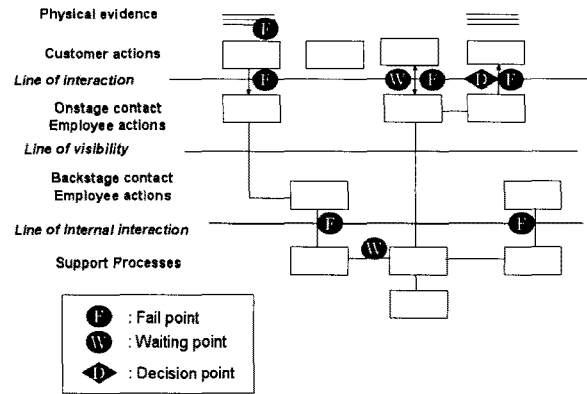 Physical evidence
F
Customer actions
Line of interaction
F
W
F
D
F
Onstage contact
Employee actions
Line of visibility
Backstage contact
Employee actions
Line of internal interaction
F
F
Support Processes
W
F : Fail point
W : Waiting point
D : Decision point